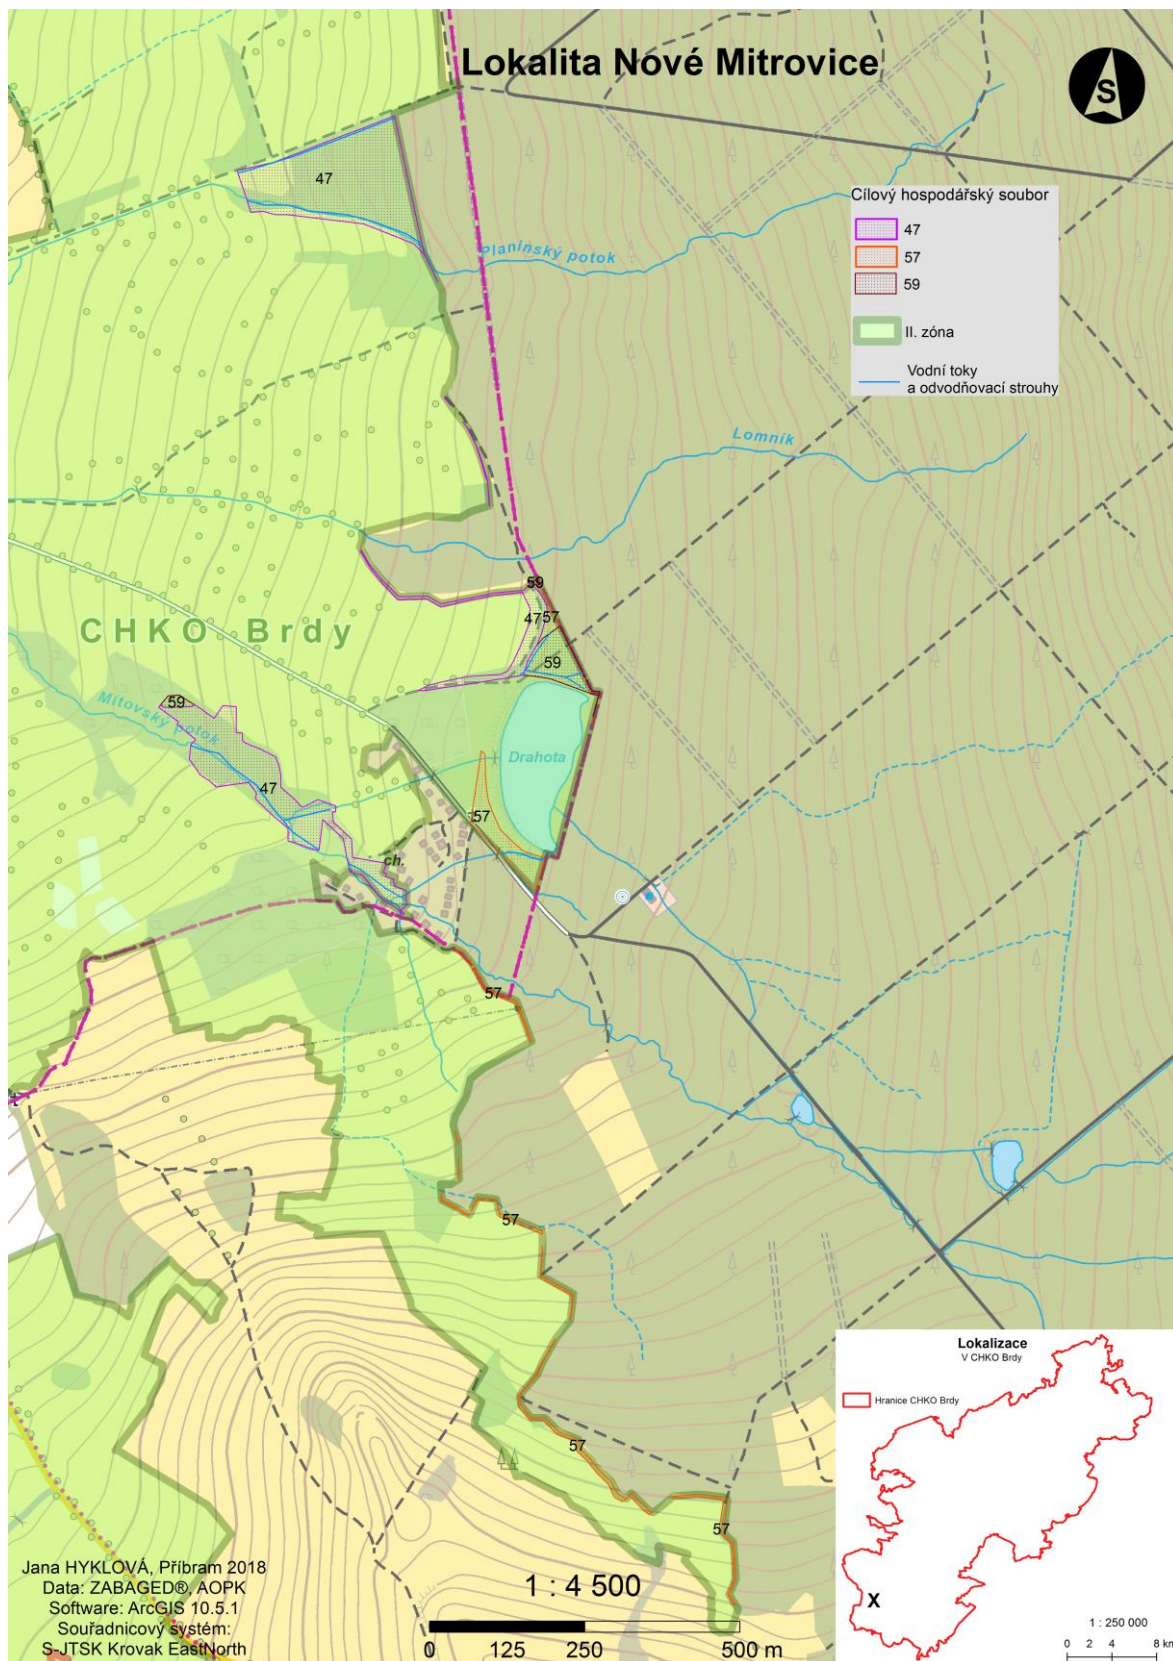 Lokalita Nové Mitrovice
S
47
Planinský potok
Cílový hospodářský soubor
47
57
59
II. zóna
Vodní toky
a odvodňovací strouhy
Lomník
59
47
57
59
CHKO Brdy
59
Mítovský potok
47
Drahota
57
ch.
57
57
57
57
Lokalizace
V CHKO Brdy
Hranice CHKO Brdy
X
1 : 250 000
0 2 4 8 km
Jana HYKLOVÁ, Příbram 2018
Data: ZABAGED®, AOPK
Software: ArcGIS 10.5.1
Souřadnicový systém:
S-JTSK Krovak EastNorth
1 : 4 500
0 125 250 500 m